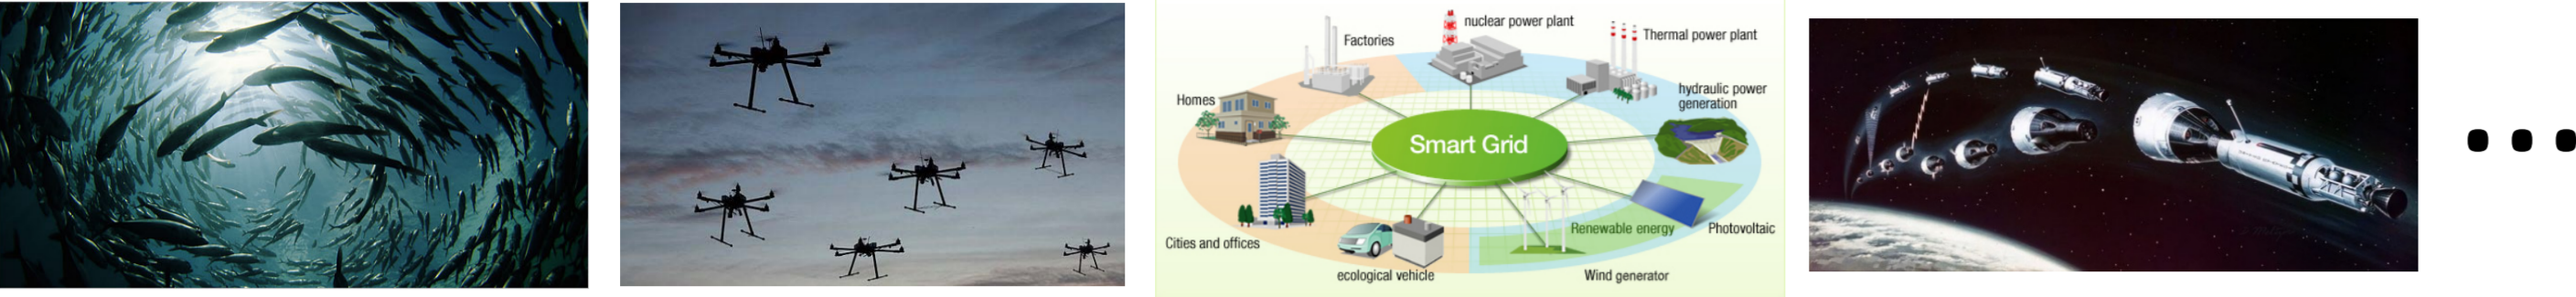 nuclear power plant
Factories
Thermal power plant
hydraulic power
generation
Homes
Smart Grid
Renewable energy
Photovoltaic
Cities and offices
ecological vehicle
Wind generator